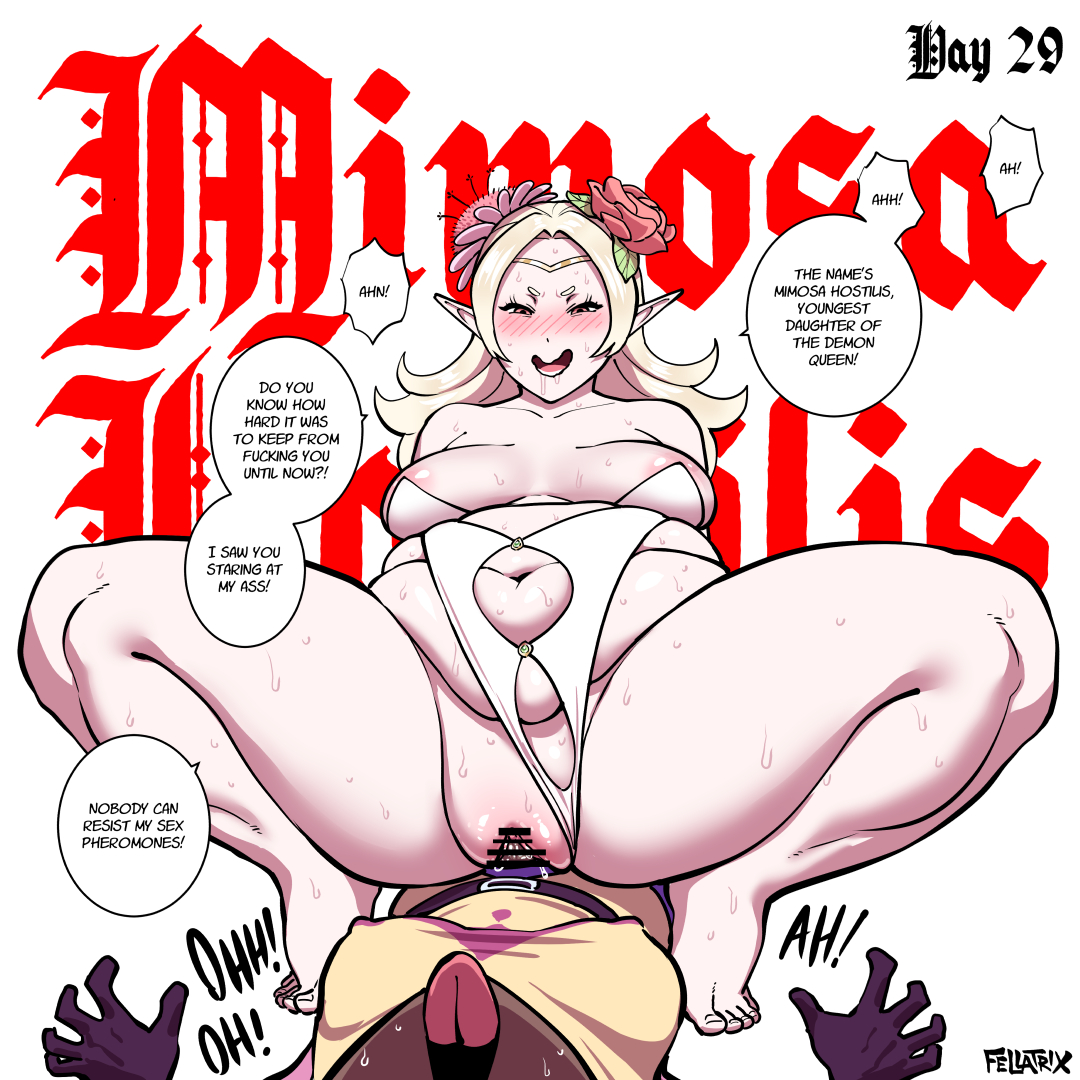 Day 29
Mimosa
Hostilis
AH!
AHH!
THE NAME'S
MIMOSA HOSTILIS,
YOUNGEST
DAUGHTER OF
THE DEMON
QUEEN!
AHN!
DO YOU
KNOW HOW
HARD IT WAS
TO KEEP FROM
FUCKING YOU
UNTIL NOW?!
I SAW YOU
STARING AT
MY ASS!
NOBODY CAN
RESIST MY SEX
PHEROMONES!
OHH!
OH!
AH!
FELLATRIX